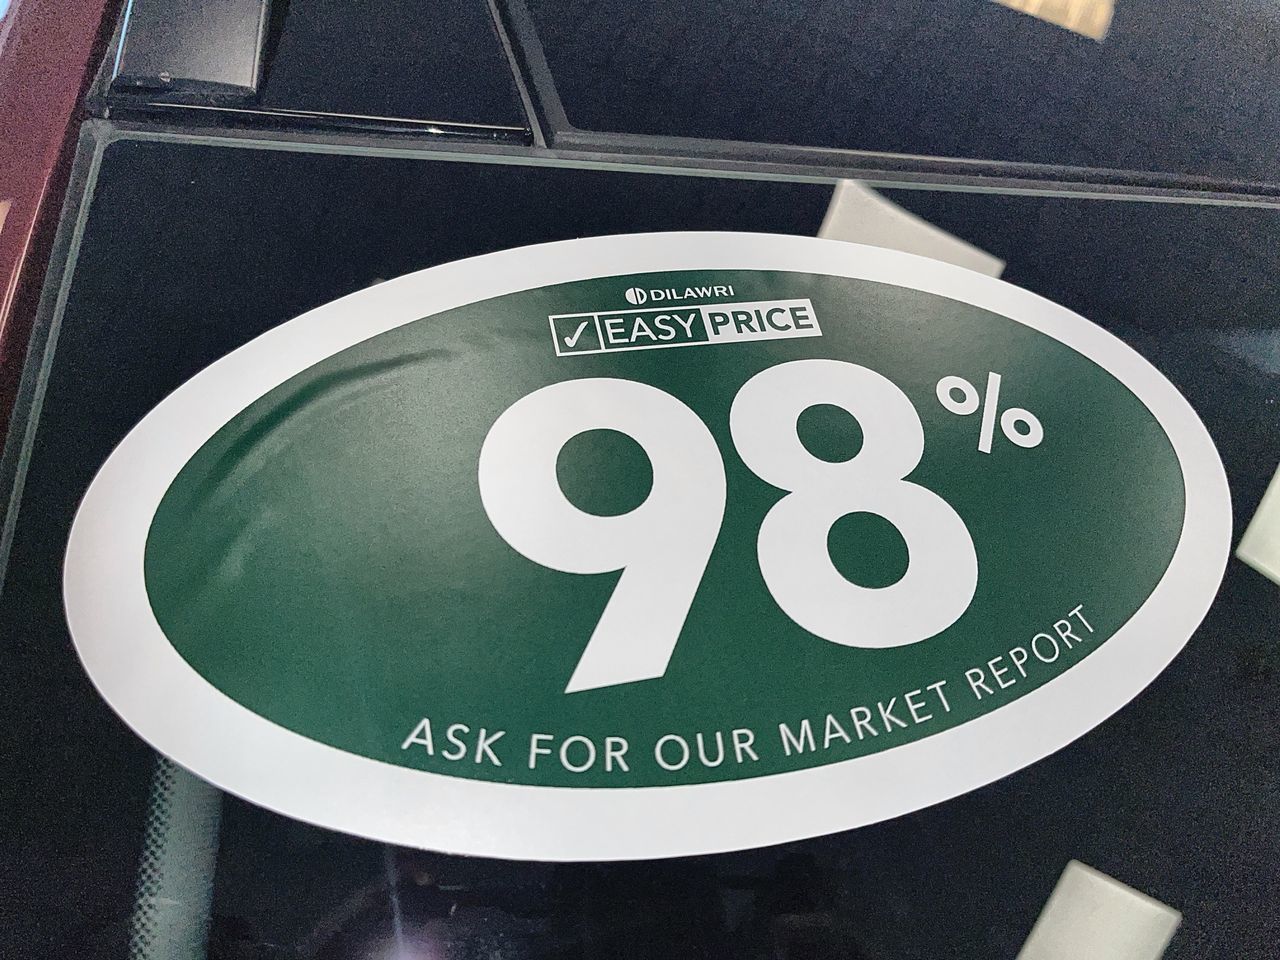 DILAWRI
✓ EASY PRICE
98%
ASK FOR OUR MARKET REPORT